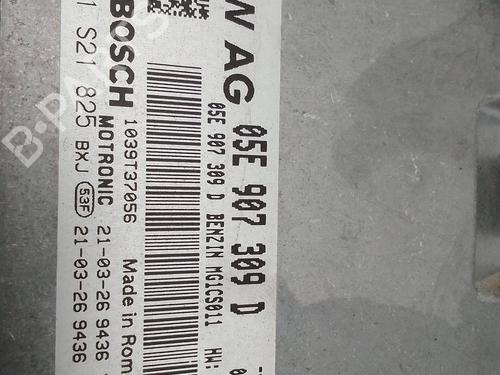 W AG
05E 907 309 D
05E 907 309 D BENZIN MG1CS011 HW:
1039T37056 Made in Rom
BOSCH MOTRONIC 21-03-26 9436
1 S21 825 BXJ 53F 21-03-26 9436
B-PARTS